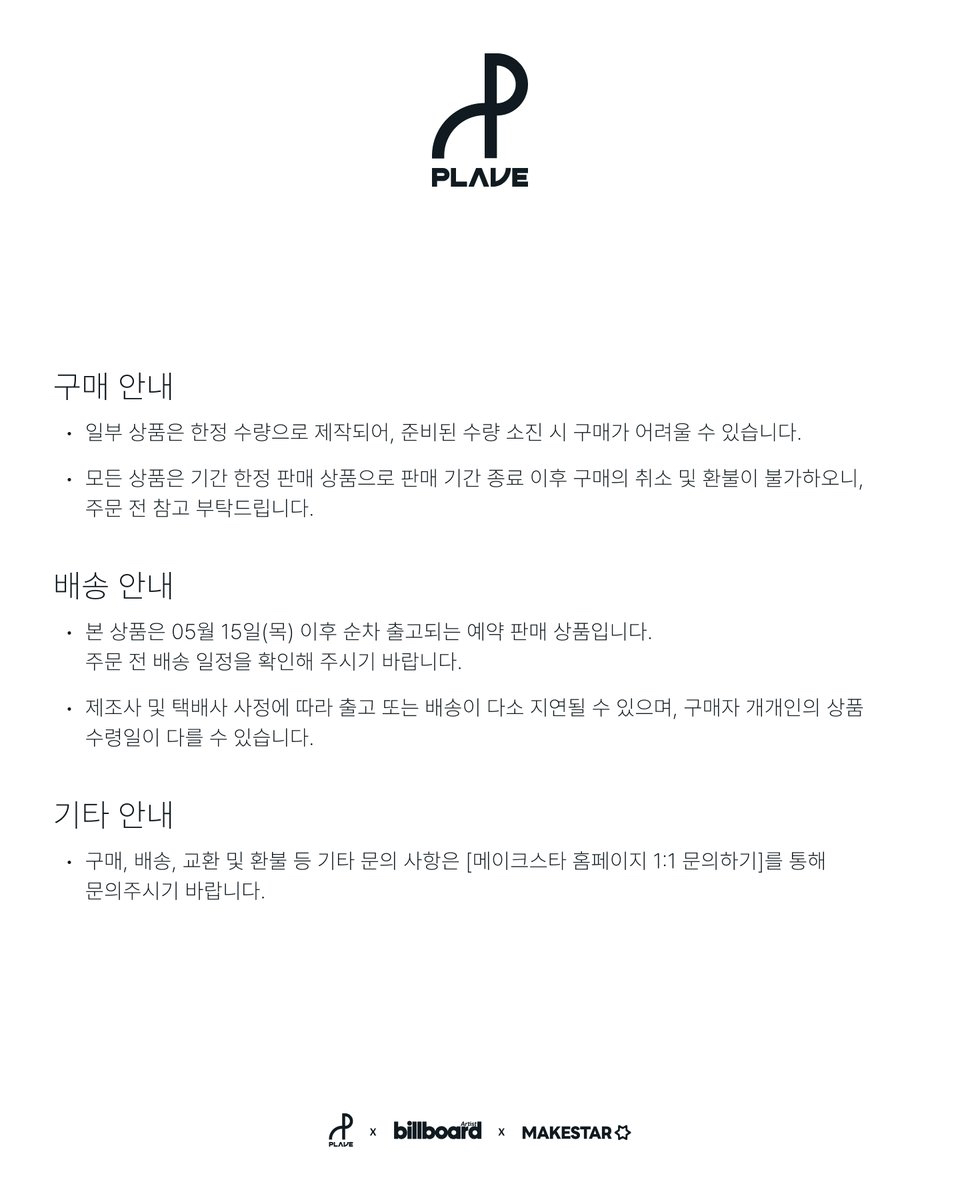 PLAVE
구매 안내
• 일부 상품은 한정 수량으로 제작되어, 준비된 수량 소진 시 구매가 어려울 수 있습니다.
• 모든 상품은 기간 한정 판매 상품으로 판매 기간 종료 이후 구매의 취소 및 환불이 불가하오니,
주문 전 참고 부탁드립니다.
배송 안내
• 본 상품은 05월 15일(목) 이후 순차 출고되는 예약 판매 상품입니다.
주문 전 배송 일정을 확인해 주시기 바랍니다.
• 제조사 및 택배사 사정에 따라 출고 또는 배송이 다소 지연될 수 있으며, 구매자 개개인의 상품
수령일이 다를 수 있습니다.
기타 안내
• 구매, 배송, 교환 및 환불 등 기타 문의 사항은 [메이크스타 홈페이지 1:1 문의하기]를 통해
문의주시기 바랍니다.
PLAVE x billboard Artist x MAKESTAR